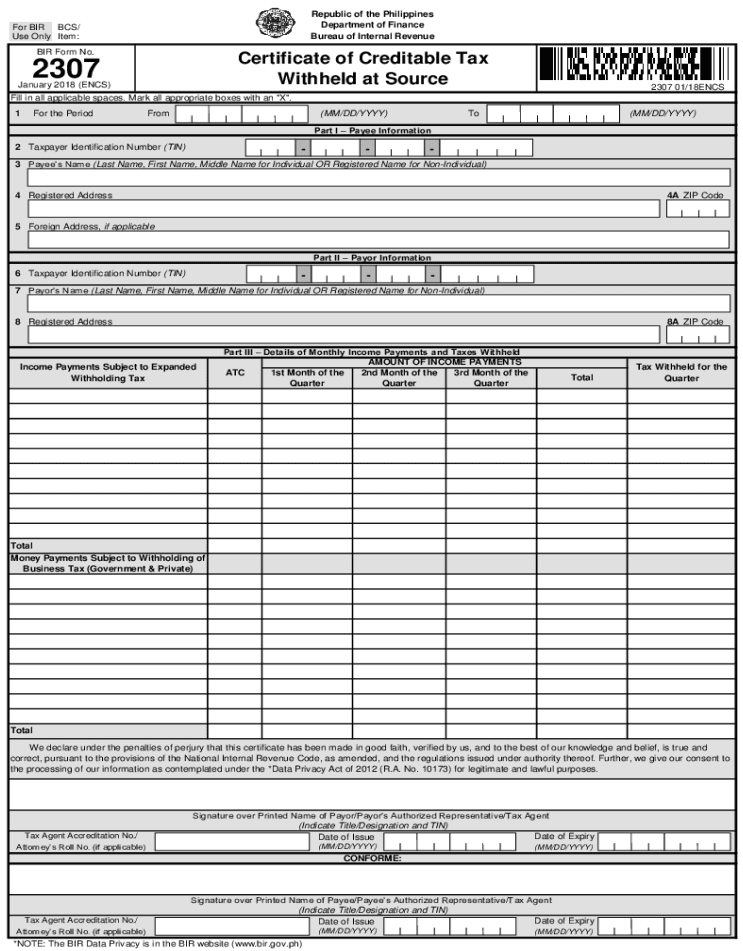 Republic of the Philippines
For BIR BCS/ Department of Finance
Use Only Item: Bureau of Internal Revenue
BIR Form No.
2307
January 2018 (ENCS)
Certificate of Creditable Tax
Withheld at Source
2307 01/18ENCS
Fill in all applicable spaces. Mark all appropriate boxes with an "X".
1 For the Period From (MM/DD/YYYY) To (MM/DD/YYYY)
Part I – Payee Information
2 Taxpayer Identification Number (TIN) - - -
3 Payee's Name (Last Name, First Name, Middle Name for Individual OR Registered Name for Non-Individual)
4 Registered Address 4A ZIP Code
5 Foreign Address, if applicable
Part II – Payor Information
6 Taxpayer Identification Number (TIN) - - -
7 Payor's Name (Last Name, First Name, Middle Name for Individual OR Registered Name for Non-Individual)
8 Registered Address 8A ZIP Code
Part III – Details of Monthly Income Payments and Taxes Withheld
Income Payments Subject to Expanded
Withholding Tax
ATC
AMOUNT OF INCOME PAYMENTS
1st Month of the
Quarter
2nd Month of the
Quarter
3rd Month of the
Quarter
Total
Tax Withheld for the
Quarter
Total
Money Payments Subject to Withholding of
Business Tax (Government & Private)
Total
We declare under the penalties of perjury that this certificate has been made in good faith, verified by us, and to the best of our knowledge and belief, is true and
correct, pursuant to the provisions of the National Internal Revenue Code, as amended, and the regulations issued under authority thereof. Further, we give our consent to
the processing of our information as contemplated under the *Data Privacy Act of 2012 (R.A. No. 10173) for legitimate and lawful purposes.
Signature over Printed Name of Payor/Payor's Authorized Representative/Tax Agent
(Indicate Title/Designation and TIN)
Tax Agent Accreditation No./
Attorney's Roll No. (if applicable)
Date of Issue
(MM/DD/YYYY)
Date of Expiry
(MM/DD/YYYY)
CONFORME:
Signature over Printed Name of Payee/Payee's Authorized Representative/Tax Agent
(Indicate Title/Designation and TIN)
Tax Agent Accreditation No./
Attorney's Roll No. (if applicable)
Date of Issue
(MM/DD/YYYY)
Date of Expiry
(MM/DD/YYYY)
*NOTE: The BIR Data Privacy is in the BIR website (www.bir.gov.ph)